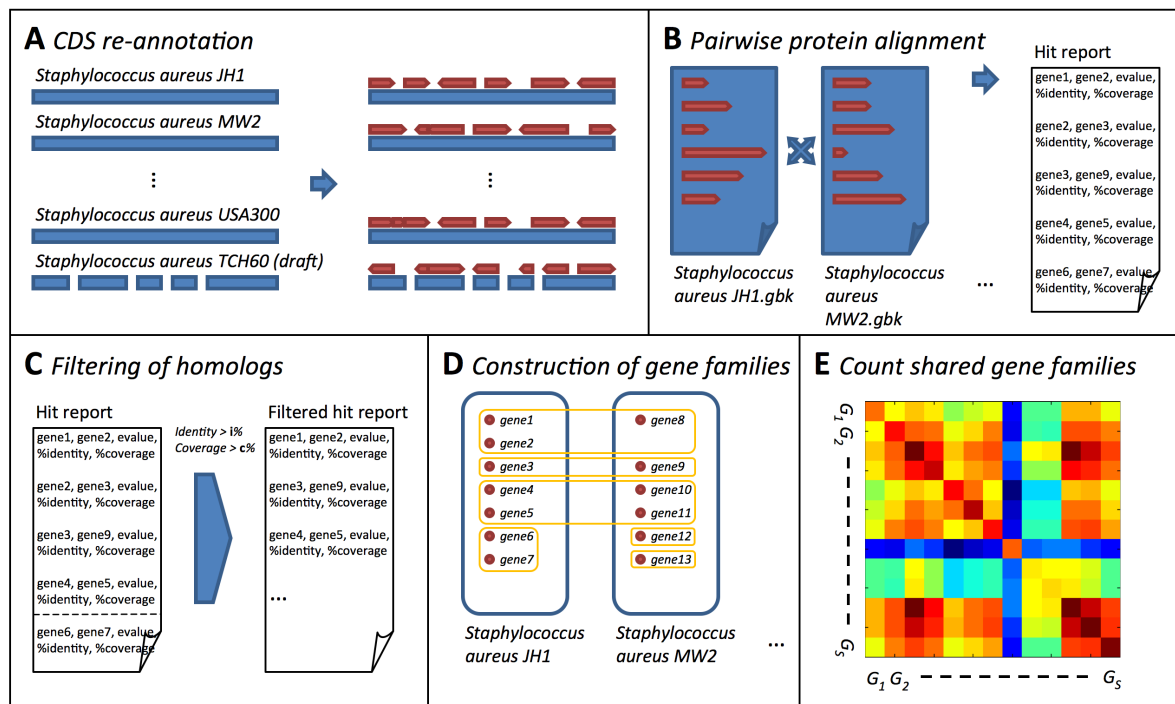 A CDS re-annotation
Staphylococcus aureus JH1
Staphylococcus aureus MW2
...
...
Staphylococcus aureus USA300
Staphylococcus aureus TCH60 (draft)
B Pairwise protein alignment
Hit report
gene1, gene2, evalue,
%identity, %coverage
gene2, gene3, evalue,
%identity, %coverage
gene3, gene9, evalue,
%identity, %coverage
gene4, gene5, evalue,
%identity, %coverage
gene6, gene7, evalue,
%identity, %coverage
Staphylococcus
aureus JH1.gbk
Staphylococcus
aureus
MW2.gbk
...
C Filtering of homologs
Hit report
gene1, gene2, evalue,
%identity, %coverage
gene2, gene3, evalue,
%identity, %coverage
gene3, gene9, evalue,
%identity, %coverage
gene4, gene5, evalue,
%identity, %coverage
gene6, gene7, evalue,
%identity, %coverage
Identity > i%
Coverage > c%
Filtered hit report
gene1, gene2, evalue,
%identity, %coverage
gene3, gene9, evalue,
%identity, %coverage
gene4, gene5, evalue,
%identity, %coverage
...
D Construction of gene families
gene1
gene2
gene3
gene4
gene5
gene6
gene7
gene8
gene9
gene10
gene11
gene12
gene13
Staphylococcus
aureus JH1
Staphylococcus
aureus MW2
...
E Count shared gene families
G1 G2 GS
G1 G2 GS